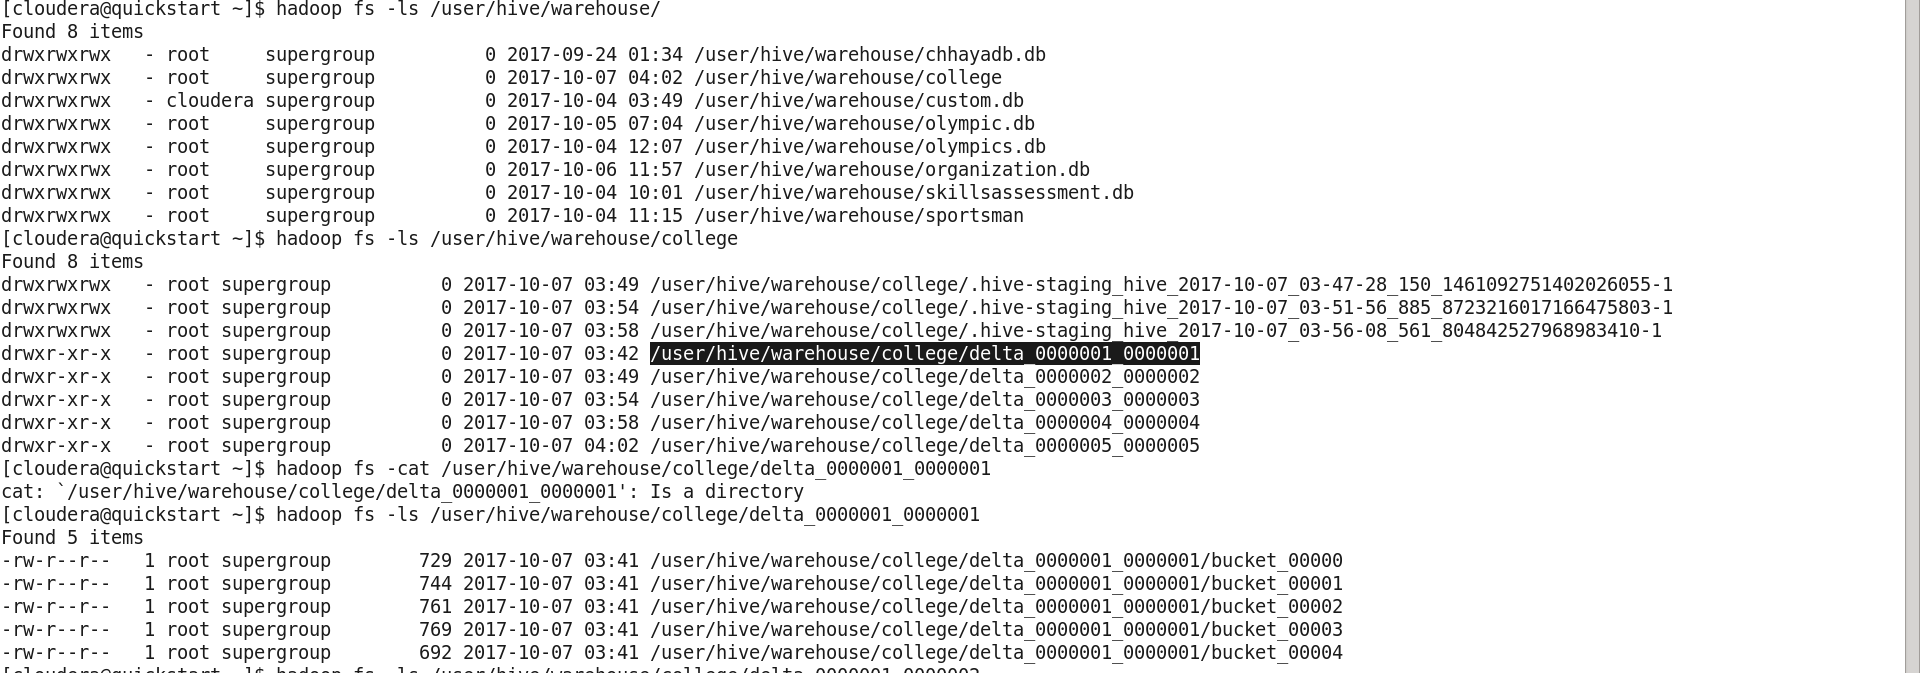 [cloudera@quickstart ~]$ hadoop fs -ls /user/hive/warehouse/
Found 8 items
drwxrwxrwx   - root     supergroup          0 2017-09-24 01:34 /user/hive/warehouse/chhayadb.db
drwxrwxrwx   - root     supergroup          0 2017-10-07 04:02 /user/hive/warehouse/college
drwxrwxrwx   - cloudera supergroup          0 2017-10-04 03:49 /user/hive/warehouse/custom.db
drwxrwxrwx   - root     supergroup          0 2017-10-05 07:04 /user/hive/warehouse/olympic.db
drwxrwxrwx   - root     supergroup          0 2017-10-04 12:07 /user/hive/warehouse/olympics.db
drwxrwxrwx   - root     supergroup          0 2017-10-06 11:57 /user/hive/warehouse/organization.db
drwxrwxrwx   - root     supergroup          0 2017-10-04 10:01 /user/hive/warehouse/skillsassessment.db
drwxrwxrwx   - root     supergroup          0 2017-10-04 11:15 /user/hive/warehouse/sportsman
[cloudera@quickstart ~]$ hadoop fs -ls /user/hive/warehouse/college
Found 8 items
drwxrwxrwx   - root supergroup          0 2017-10-07 03:49 /user/hive/warehouse/college/.hive-staging_hive_2017-10-07_03-47-28_150_1461092751402026055-1
drwxrwxrwx   - root supergroup          0 2017-10-07 03:54 /user/hive/warehouse/college/.hive-staging_hive_2017-10-07_03-51-56_885_8723216017166475803-1
drwxrwxrwx   - root supergroup          0 2017-10-07 03:58 /user/hive/warehouse/college/.hive-staging_hive_2017-10-07_03-56-08_561_804842527968983410-1
drwxr-xr-x   - root supergroup          0 2017-10-07 03:42 /user/hive/warehouse/college/delta_0000001_0000001
drwxr-xr-x   - root supergroup          0 2017-10-07 03:49 /user/hive/warehouse/college/delta_0000002_0000002
drwxr-xr-x   - root supergroup          0 2017-10-07 03:54 /user/hive/warehouse/college/delta_0000003_0000003
drwxr-xr-x   - root supergroup          0 2017-10-07 03:58 /user/hive/warehouse/college/delta_0000004_0000004
drwxr-xr-x   - root supergroup          0 2017-10-07 04:02 /user/hive/warehouse/college/delta_0000005_0000005
[cloudera@quickstart ~]$ hadoop fs -cat /user/hive/warehouse/college/delta_0000001_0000001
cat: `/user/hive/warehouse/college/delta_0000001_0000001': Is a directory
[cloudera@quickstart ~]$ hadoop fs -ls /user/hive/warehouse/college/delta_0000001_0000001
Found 5 items
-rw-r--r--   1 root supergroup        729 2017-10-07 03:41 /user/hive/warehouse/college/delta_0000001_0000001/bucket_00000
-rw-r--r--   1 root supergroup        744 2017-10-07 03:41 /user/hive/warehouse/college/delta_0000001_0000001/bucket_00001
-rw-r--r--   1 root supergroup        761 2017-10-07 03:41 /user/hive/warehouse/college/delta_0000001_0000001/bucket_00002
-rw-r--r--   1 root supergroup        769 2017-10-07 03:41 /user/hive/warehouse/college/delta_0000001_0000001/bucket_00003
-rw-r--r--   1 root supergroup        692 2017-10-07 03:41 /user/hive/warehouse/college/delta_0000001_0000001/bucket_00004
[cloudera@quickstart ~]$ hadoop fs -ls